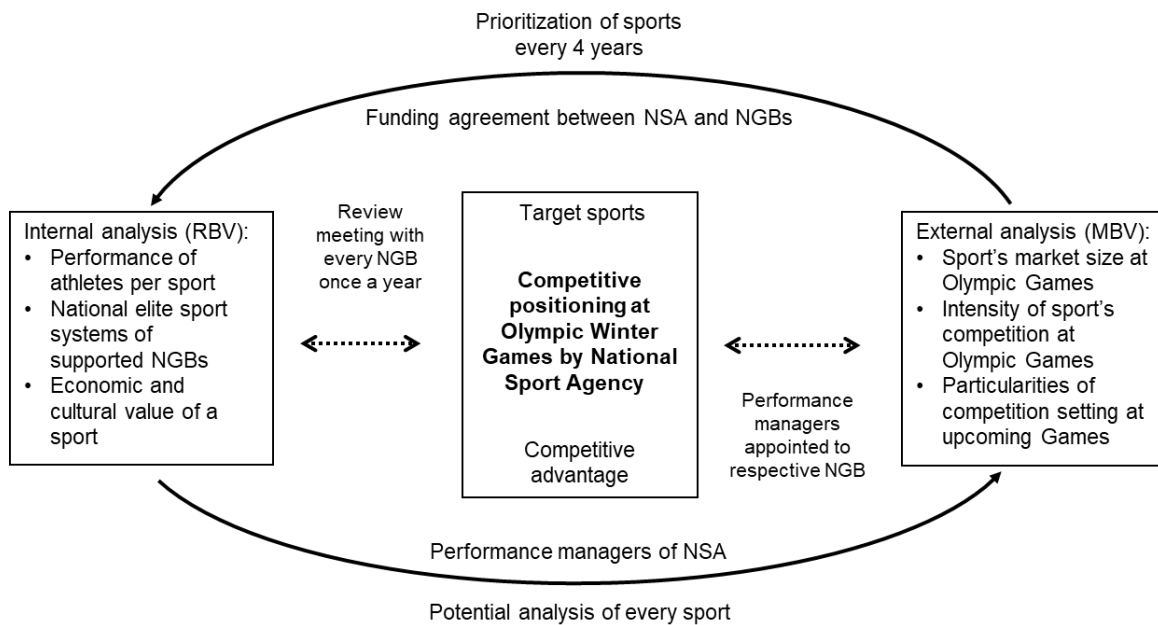 Prioritization of sports
every 4 years
Funding agreement between NSA and NGBs
Internal analysis (RBV):
• Performance of
athletes per sport
• National elite sport
systems of
supported NGBs
• Economic and
cultural value of a
sport
Review
meeting with
every NGB
once a year
Target sports
Competitive
positioning at
Olympic Winter
Games by National
Sport Agency
Competitive
advantage
Performance
managers
appointed to
respective NGB
External analysis (MBV):
• Sport's market size at
Olympic Games
• Intensity of sport's
competition at
Olympic Games
• Particularities of
competition setting at
upcoming Games
Performance managers of NSA
Potential analysis of every sport